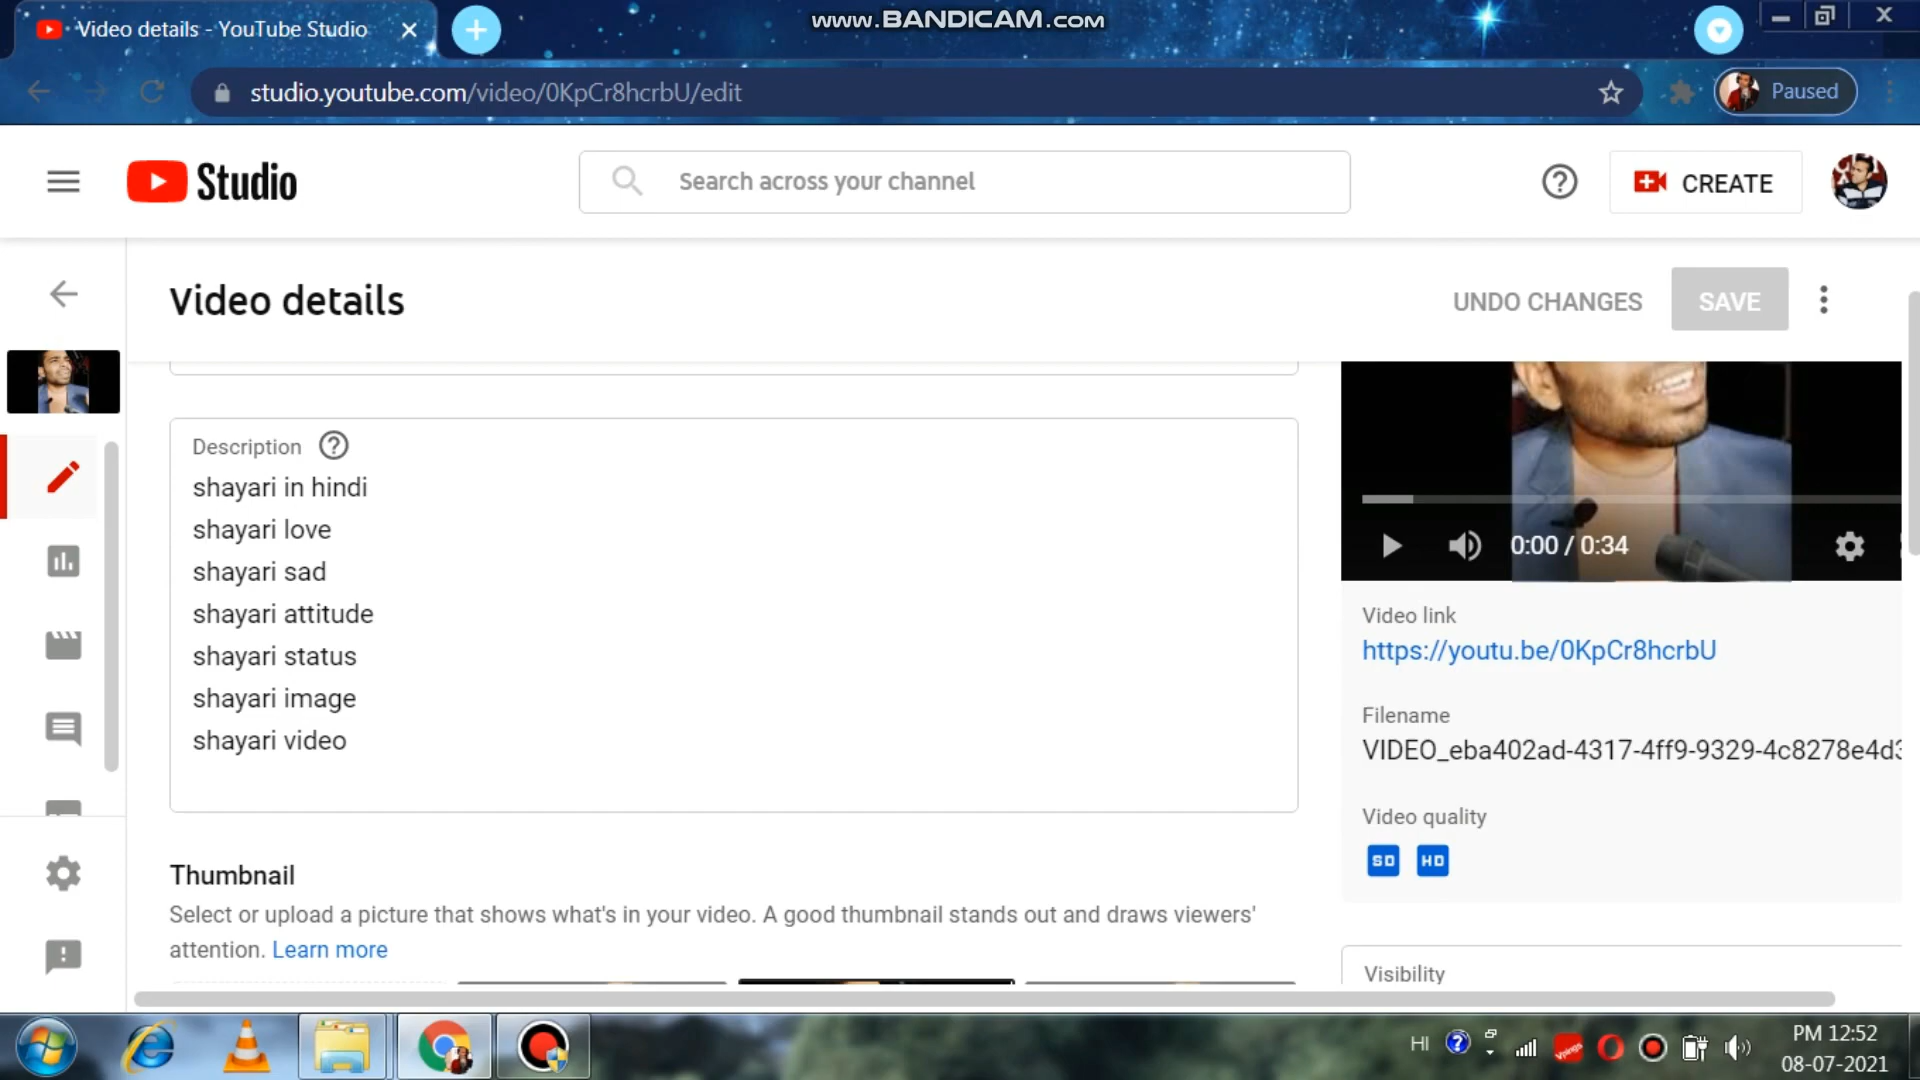 Video details - YouTube Studio
www.BANDICAM.com
studio.youtube.com/video/0KpCr8hcrbU/edit
Paused
Studio
Search across your channel
CREATE
Video details
UNDO CHANGES
SAVE
Description
shayari in hindi
shayari love
shayari sad
shayari attitude
shayari status
shayari image
shayari video
0:00 / 0:34
Video link
https://youtu.be/0KpCr8hcrbU
Filename
VIDEO_eba402ad-4317-4ff9-9329-4c8278e4d3
Video quality
SD HD
Thumbnail
Select or upload a picture that shows what's in your video. A good thumbnail stands out and draws viewers'
attention. Learn more
Visibility
HI
PM 12:52
08-07-2021